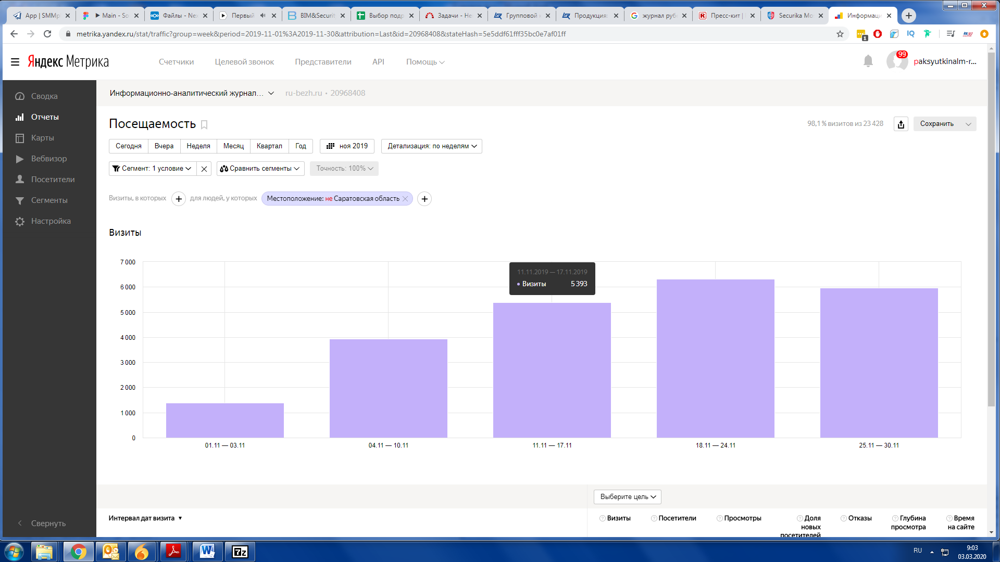 App | SMMp
Main - So
Файлы - Nex
Первый
BIM&Securit
Выбор подр
Задачи - Не
Групповой
Продукция:
журнал руб
Пресс-кит |
Securika Mo
Информаци
metrika.yandex.ru/stat/traffic?group=week&period=2019-11-01%3A2019-11-30&attribution=Last&id=20968408&stateHash=5e5ddf61fff35bc0e7af01ff
1
IQ
Яндекс Метрика
Счетчики
Целевой звонок
Представители
API
Помощь
99
paksyutkinalm-r...
Сводка
Отчеты
Карты
Вебвизор
Посетители
Сегменты
Настройка
Свернуть
Информационно-аналитический журнал... ru-bezh.ru • 20968408
Посещаемость
98,1 % визитов из 23 428
Сохранить
Сегодня
Вчера
Неделя
Месяц
Квартал
Год
ноя 2019
Детализация: по неделям
Сегмент: 1 условие
Сравнить сегменты
Точность: 100%
Визиты, в которых + для людей, у которых Местоположение: не Саратовская область +
Визиты
7 000
6 000
5 000
4 000
3 000
2 000
1 000
0
11.11.2019 — 17.11.2019
Визиты 5 393
01.11 — 03.11
04.11 — 10.11
11.11 — 17.11
18.11 — 24.11
25.11 — 30.11
Выберите цель
Интервал дат визита
Визиты
Посетители
Просмотры
Доля
новых
посетителей
Отказы
Глубина
просмотра
Время
на сайте
7z
RU
9:03
03.03.2020